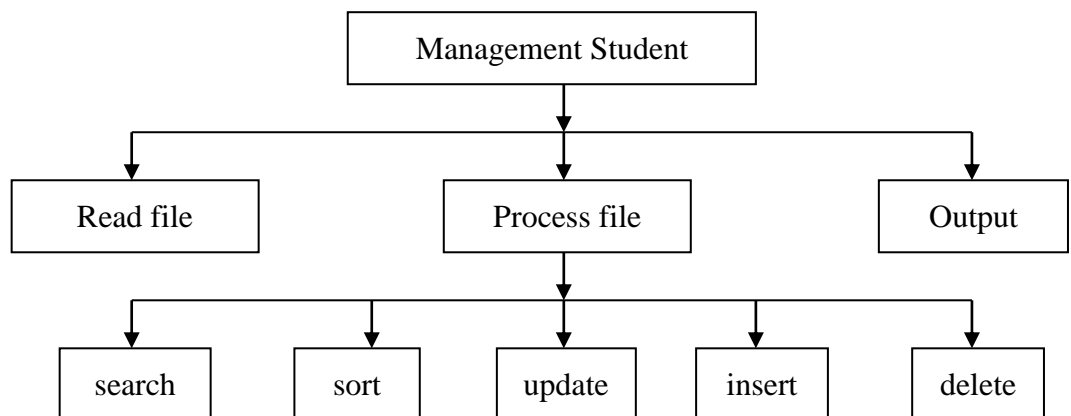 Management Student
Read file
Process file
Output
search
sort
update
insert
delete